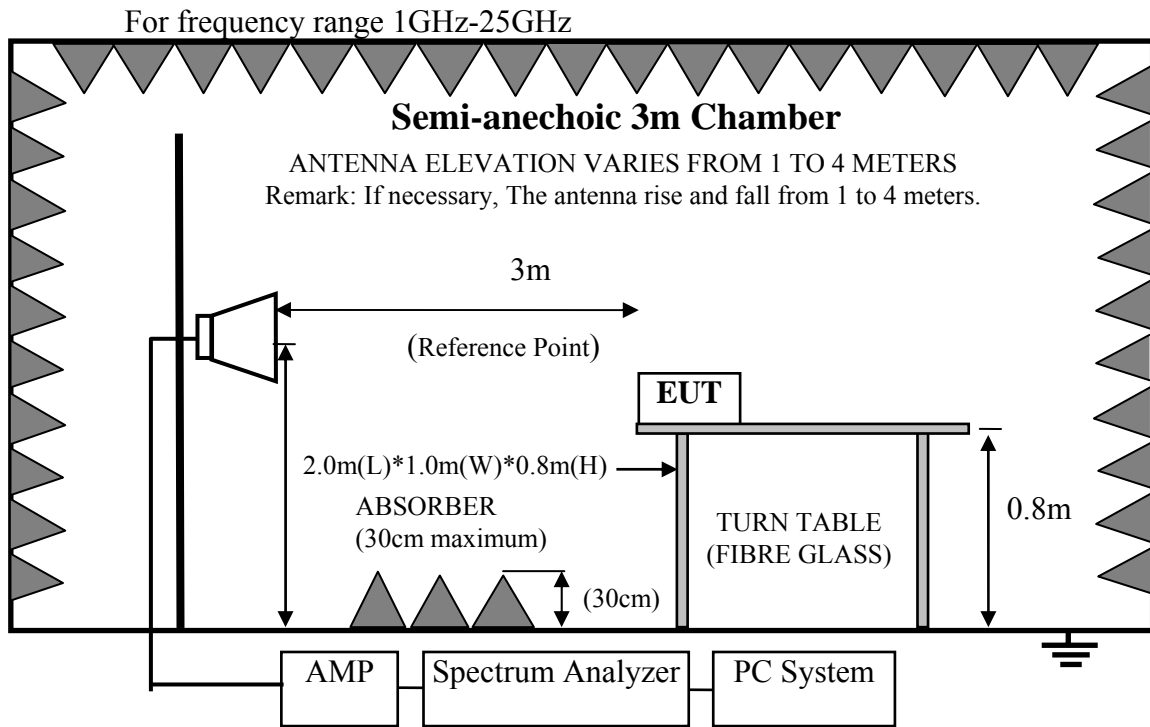 For frequency range 1GHz-25GHz
Semi-anechoic 3m Chamber
ANTENNA ELEVATION VARIES FROM 1 TO 4 METERS
Remark: If necessary, The antenna rise and fall from 1 to 4 meters.
3m
(Reference Point)
EUT
2.0m(L)*1.0m(W)*0.8m(H)
ABSORBER
(30cm maximum)
(30cm)
TURN TABLE
(FIBRE GLASS)
0.8m
AMP
Spectrum Analyzer
PC System